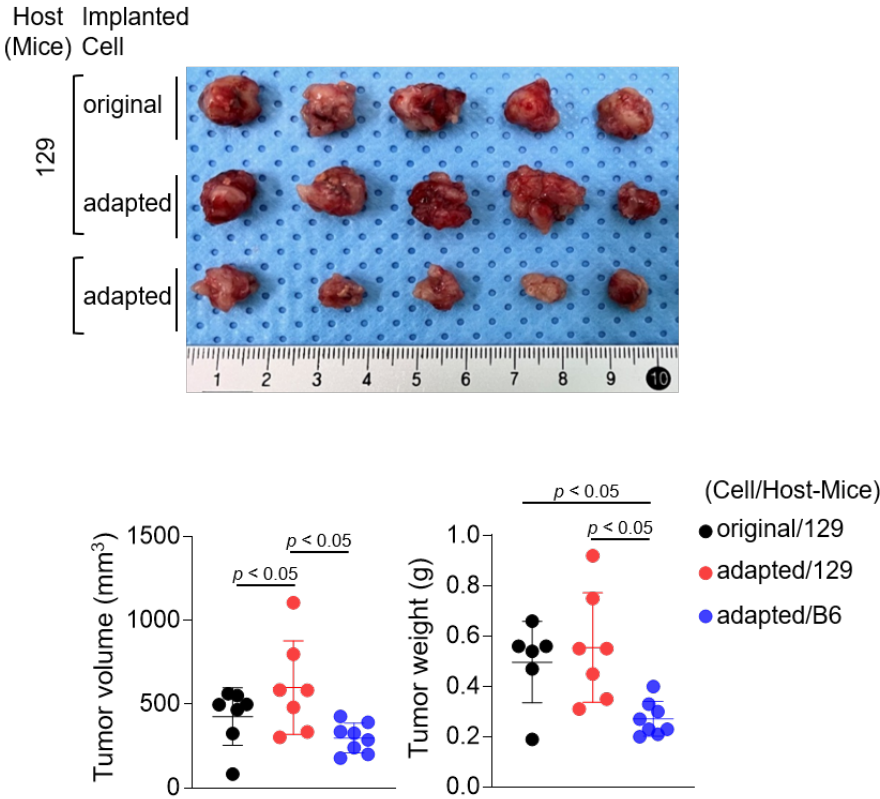 Host Implanted
(Mice) Cell
129
original
adapted
adapted
1 2 3 4 5 6 7 8 9 10
Tumor volume (mm³)
1500
1000
500
0
p < 0.05
p < 0.05
Tumor weight (g)
1.0
0.8
0.6
0.4
0.2
0.0
p < 0.05
p < 0.05
(Cell/Host-Mice)
original/129
adapted/129
adapted/B6